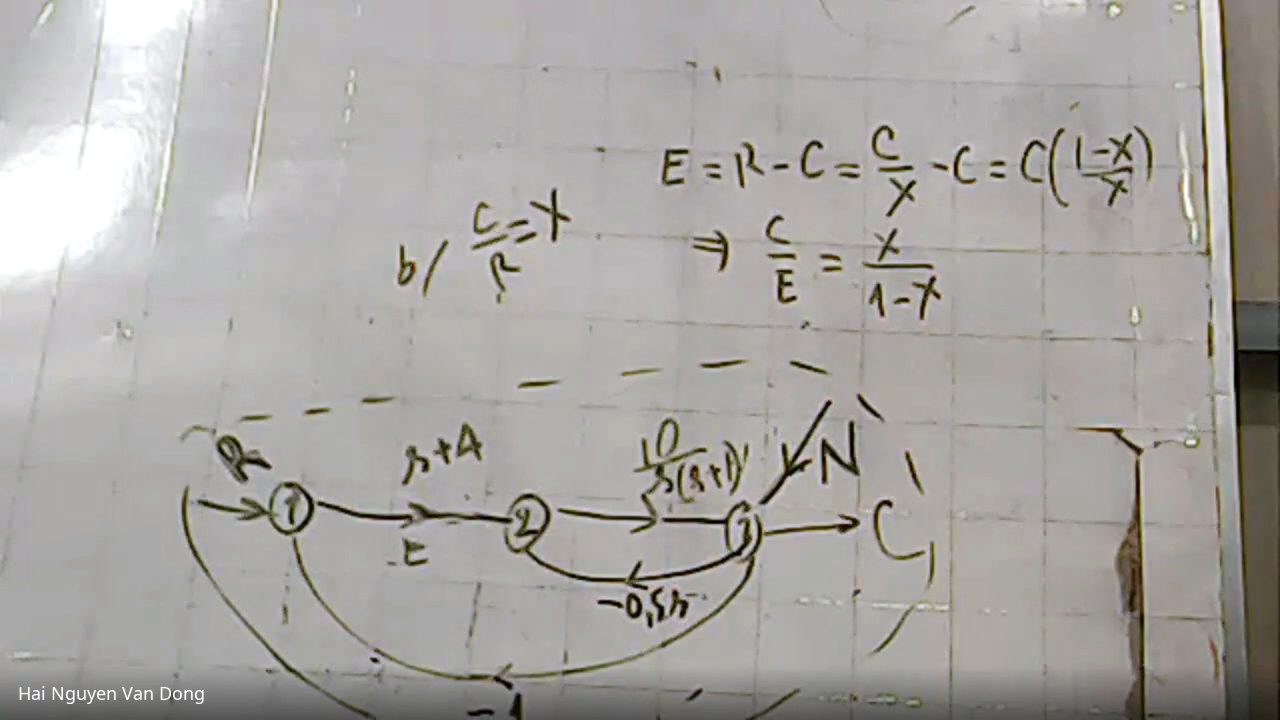 E = R - C = C/X - C = C((1-X)/X)
b/ C/R = X
⇒ C/E = X/(1-X)
R
s+4
10/(s(s+1))
N
1
2
3
C
E
-0,5s
-1
Hai Nguyen Van Dong